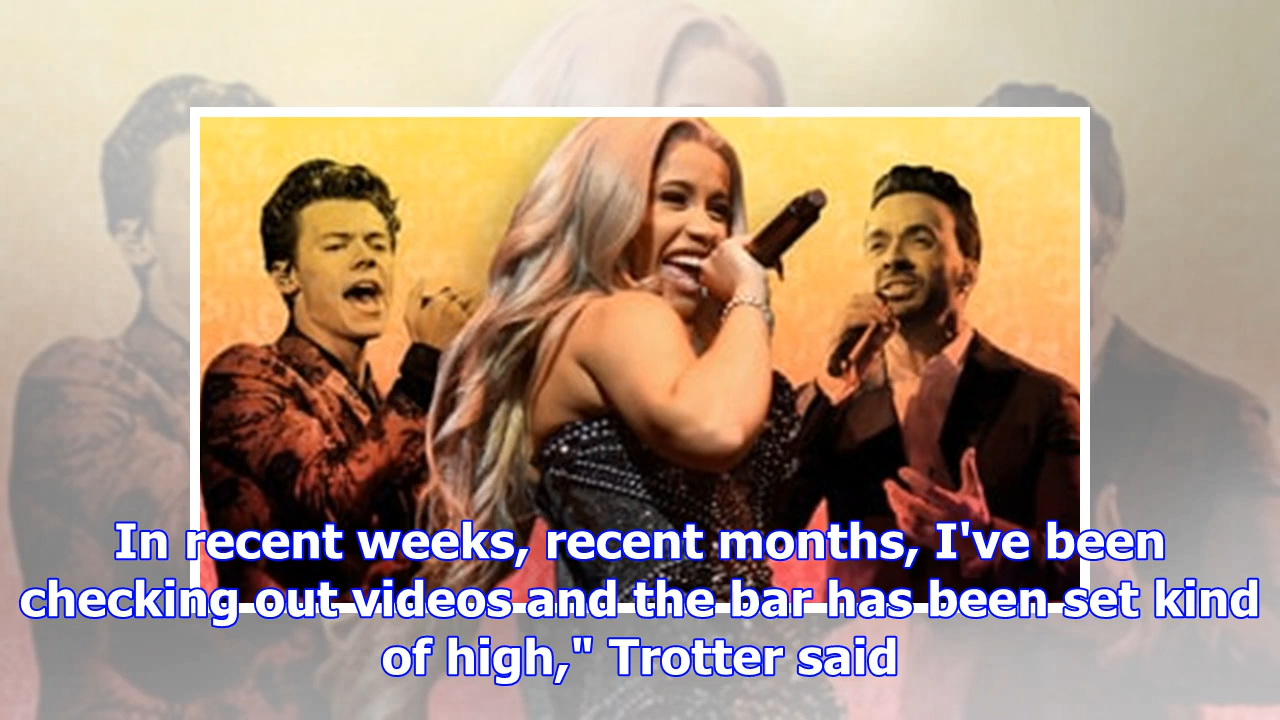 In recent weeks, recent months, I've been
checking out videos and the bar has been set kind
of high," Trotter said